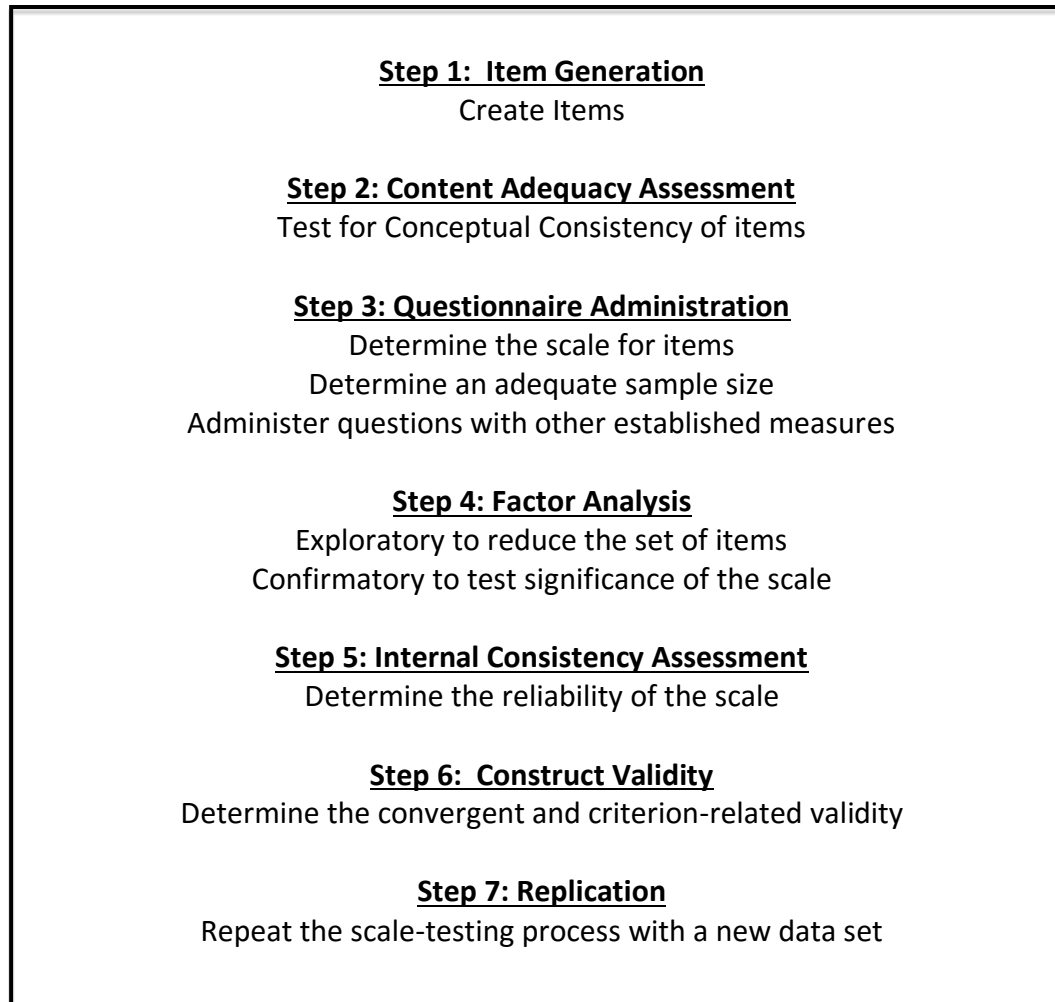 Step 1:  Item Generation
Create Items
Step 2: Content Adequacy Assessment
Test for Conceptual Consistency of items
Step 3: Questionnaire Administration
Determine the scale for items
Determine an adequate sample size
Administer questions with other established measures
Step 4: Factor Analysis
Exploratory to reduce the set of items
Confirmatory to test significance of the scale
Step 5: Internal Consistency Assessment
Determine the reliability of the scale
Step 6:  Construct Validity
Determine the convergent and criterion-related validity
Step 7: Replication
Repeat the scale-testing process with a new data set